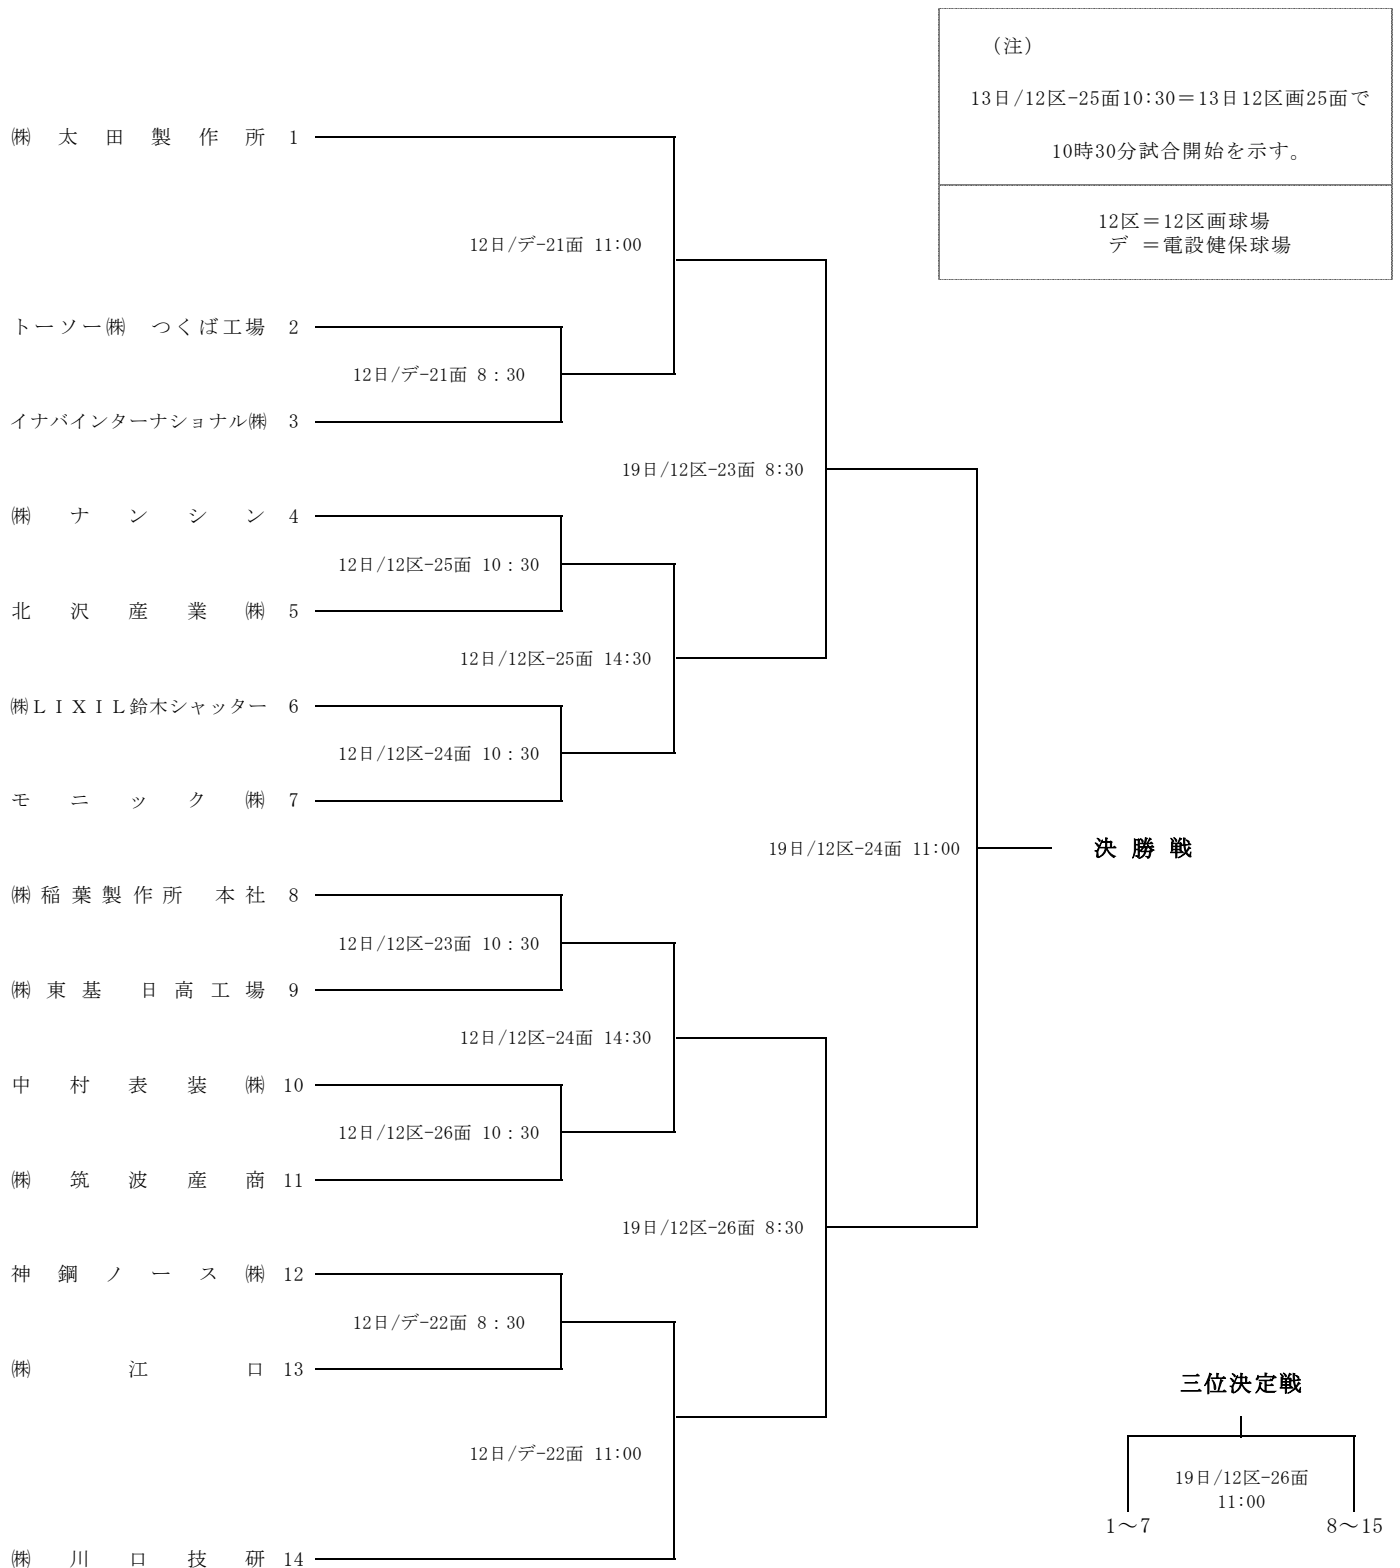 (注)
13日/12区-25面10:30＝13日12区画25面で
10時30分試合開始を示す。
12区＝12区画球場
デ ＝電設健保球場
㈱太田製作所 1
12日/デ-21面 11:00
トーソー㈱ つくば工場 2
12日/デ-21面 8：30
イナバインターナショナル㈱ 3
19日/12区-23面 8:30
㈱ナンシン 4
12日/12区-25面 10：30
北沢産業㈱ 5
12日/12区-25面 14:30
㈱ＬＩＸＩＬ鈴木シャッター 6
12日/12区-24面 10：30
モニック㈱ 7
19日/12区-24面 11:00
決勝戦
㈱稲葉製作所 本社 8
12日/12区-23面 10：30
㈱東基 日高工場 9
12日/12区-24面 14:30
中村表装㈱ 10
12日/12区-26面 10：30
㈱筑波産商 11
19日/12区-26面 8:30
神鋼ノース㈱ 12
12日/デ-22面 8：30
㈱江口 13
12日/デ-22面 11:00
㈱川口技研 14
三位決定戦
19日/12区-26面
11:00
1～7
8～15